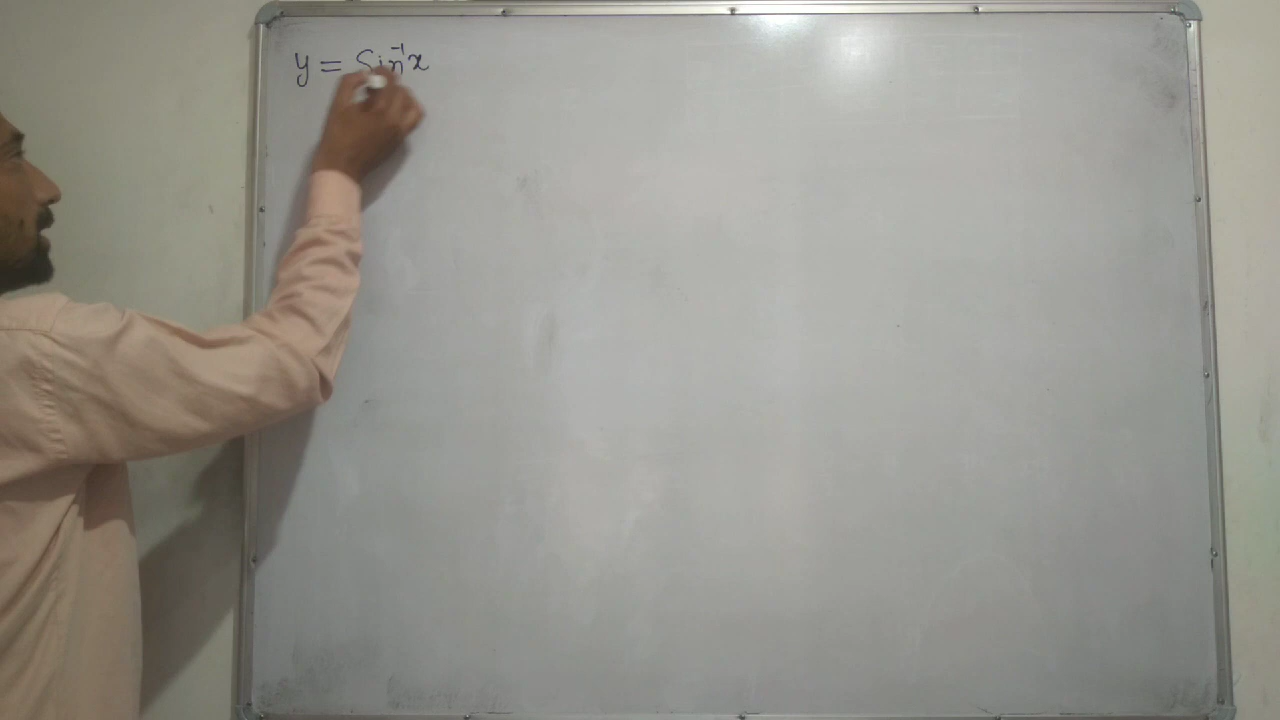 y = Sin⁻¹x